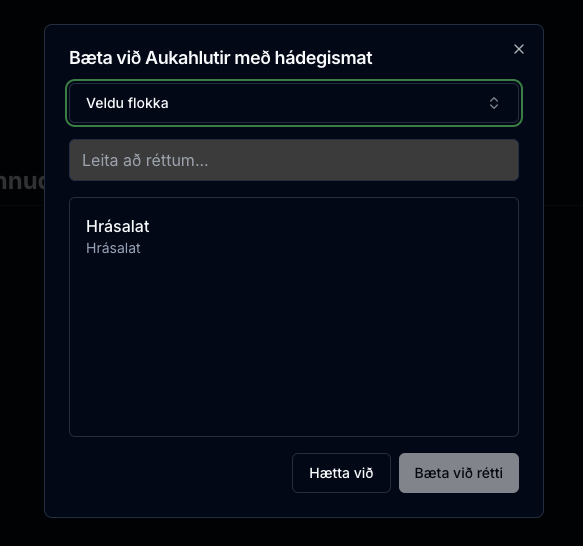 Bæta við Aukahlutir með hádegismat
Veldu flokka
Leita að réttum...
Hrásalat
Hrásalat
Hætta við
Bæta við rétti